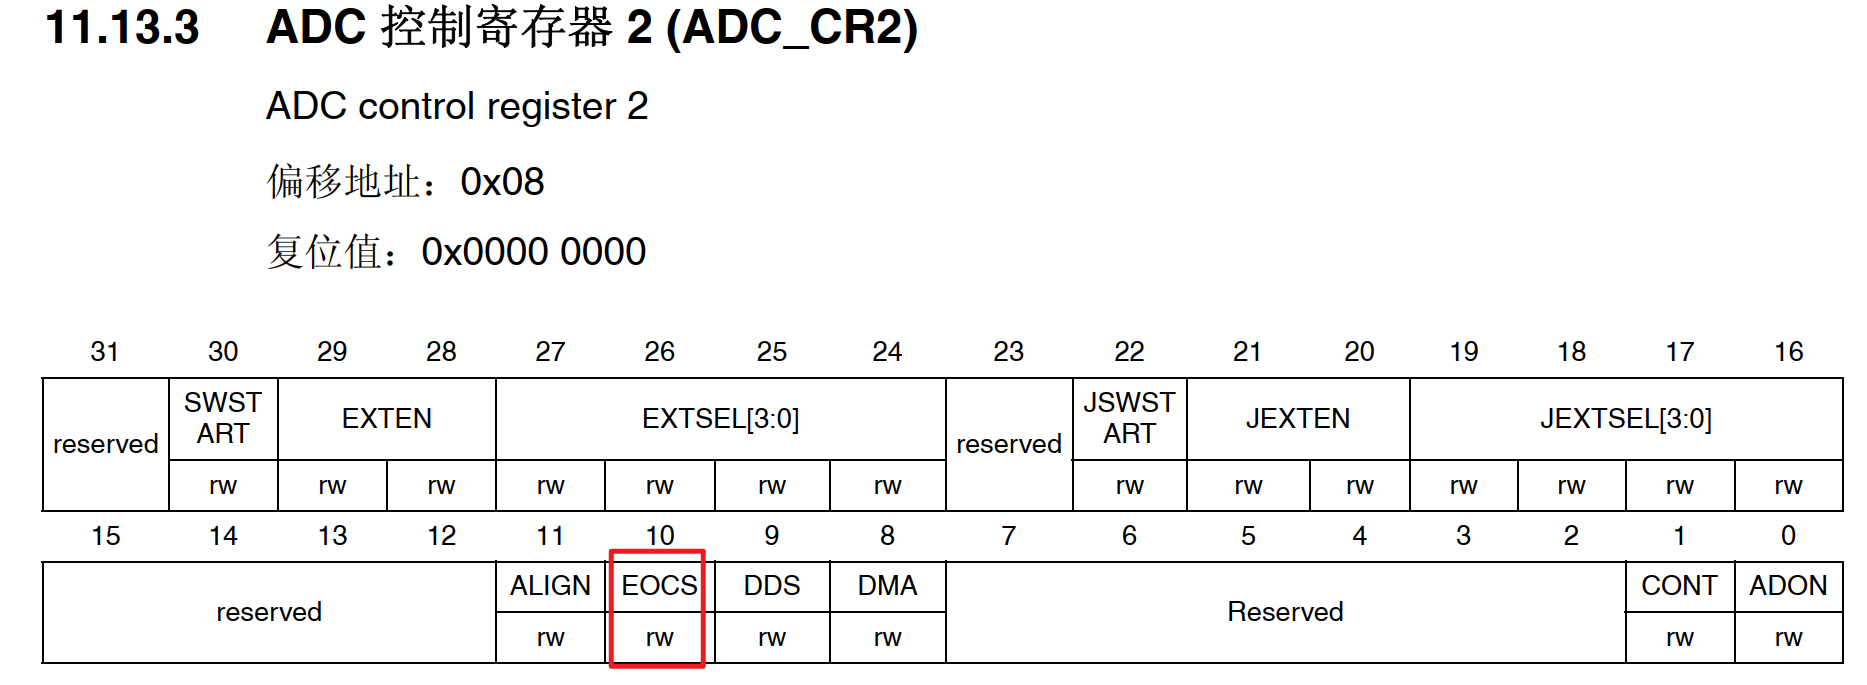 11.13.3 ADC 控制寄存器 2 (ADC_CR2)
ADC control register 2
偏移地址：0x08
复位值：0x0000 0000
31 30 29 28 27 26 25 24 23 22 21 20 19 18 17 16
reserved SWST ART EXTEN EXTSEL[3:0] reserved JSWST ART JEXTEN JEXTSEL[3:0]
rw rw rw rw rw rw rw rw rw rw rw rw rw rw
15 14 13 12 11 10 9 8 7 6 5 4 3 2 1 0
reserved ALIGN EOCS DDS DMA Reserved CONT ADON
rw rw rw rw rw rw